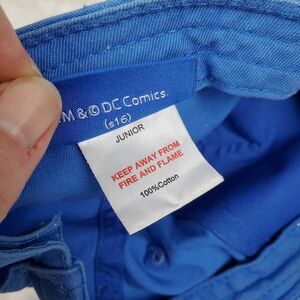 M & © DC Comics.
(s16)
JUNIOR
KEEP AWAY FROM
FIRE AND FLAME
100%Cotton